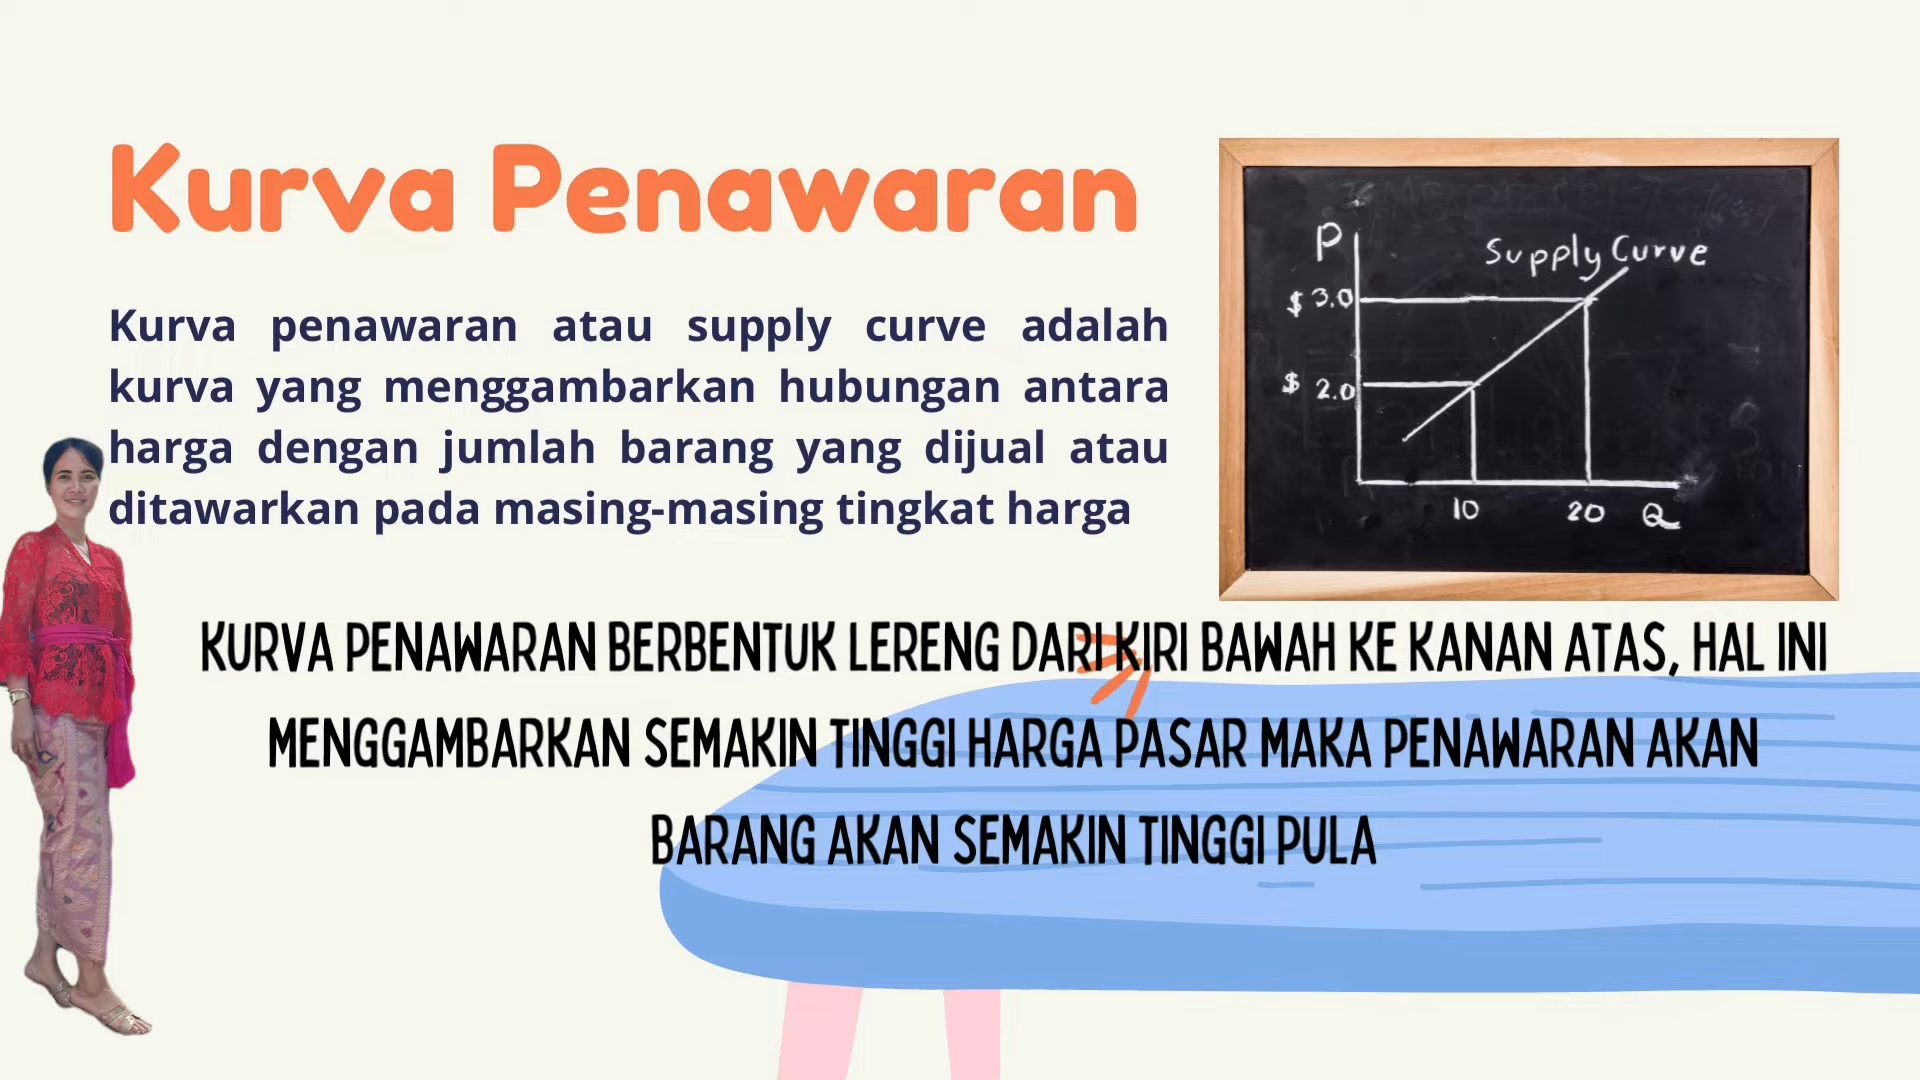 Kurva Penawaran
Kurva penawaran atau supply curve adalah
kurva yang menggambarkan hubungan antara
harga dengan jumlah barang yang dijual atau
ditawarkan pada masing-masing tingkat harga
P
Supply Curve
$ 3.0
$ 2.0
10 20 Q
KURVA PENAWARAN BERBENTUK LERENG DARI KIRI BAWAH KE KANAN ATAS, HAL INI
MENGGAMBARKAN SEMAKIN TINGGI HARGA PASAR MAKA PENAWARAN AKAN
BARANG AKAN SEMAKIN TINGGI PULA